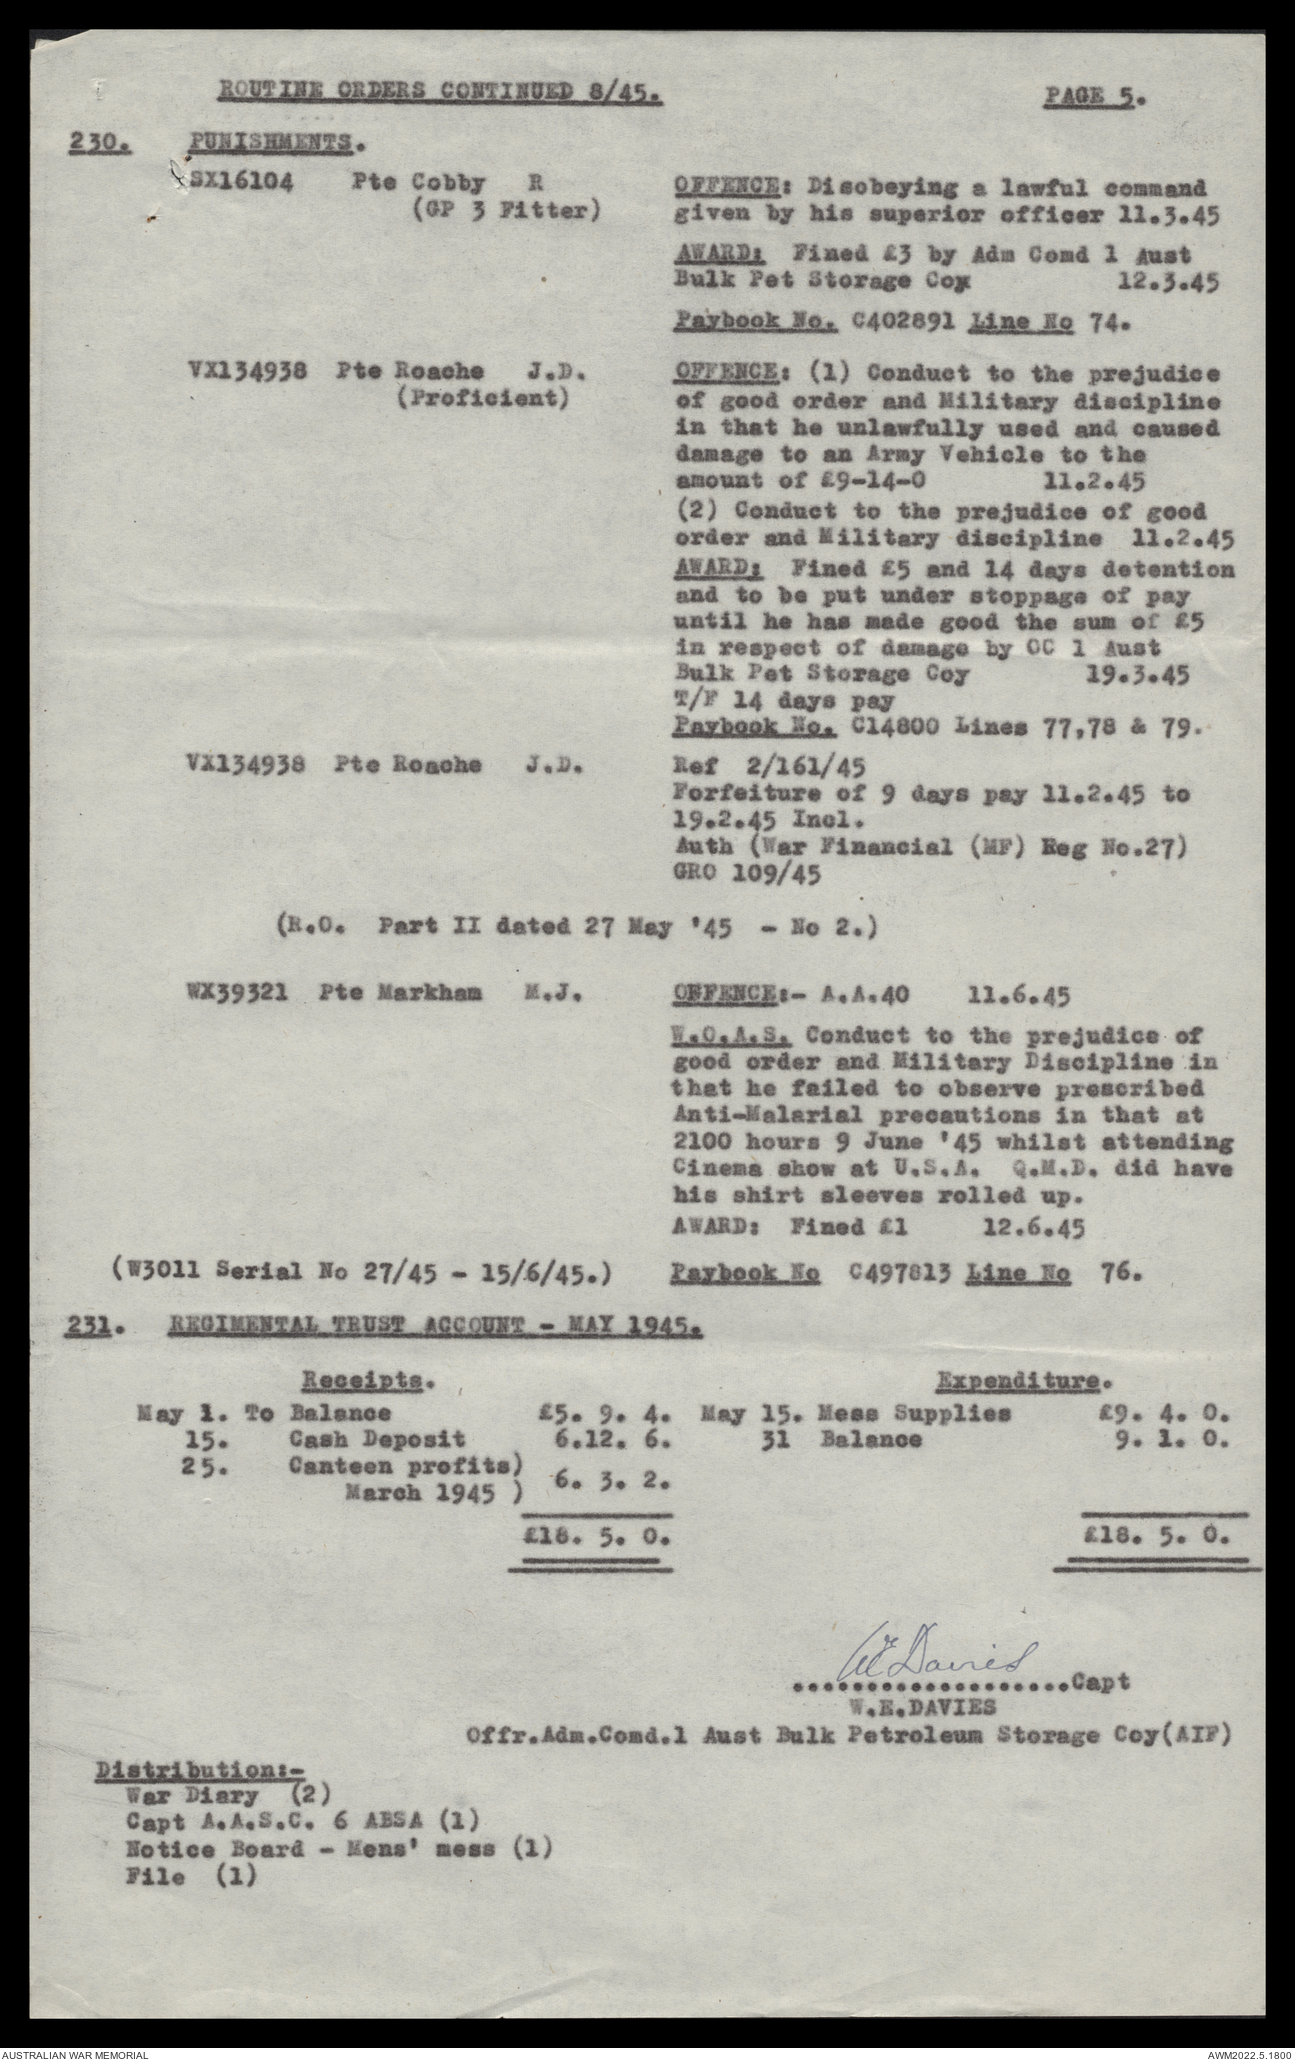 ROUTINE ORDERS CONTINUED 8/45. PAGE 5.
230. PUNISHMENTS.
SX16104 Pte Cobby R
(GP 3 Fitter)
OFFENCE: Disobeying a lawful command
given by his superior officer 11.3.45
AWARD: Fined £3 by Adm Comd 1 Aust
Bulk Pet Storage Coy 12.3.45
Paybook No. C402891 Line No 74.
VX134938 Pte Roache J.D.
(Proficient)
OFFENCE: (1) Conduct to the prejudice
of good order and Military discipline
in that he unlawfully used and caused
damage to an Army Vehicle to the
amount of £9-14-0 11.2.45
(2) Conduct to the prejudice of good
order and Military discipline 11.2.45
AWARD: Fined £5 and 14 days detention
and to be put under stoppage of pay
until he has made good the sum of £5
in respect of damage by OC 1 Aust
Bulk Pet Storage Coy 19.3.45
T/F 14 days pay
Paybook No. C14800 Lines 77,78 & 79.
VX134938 Pte Roache J.D.
Ref 2/161/45
Forfeiture of 9 days pay 11.2.45 to
19.2.45 Incl.
Auth (War Financial (MF) Reg No.27)
GRO 109/45
(R.O. Part II dated 27 May '45 - No 2.)
WX39321 Pte Markham M.J.
OFFENCE:- A.A.40 11.6.45
W.O.A.S. Conduct to the prejudice of
good order and Military Discipline in
that he failed to observe prescribed
Anti-Malarial precautions in that at
2100 hours 9 June '45 whilst attending
Cinema show at U.S.A. Q.M.D. did have
his shirt sleeves rolled up.
AWARD: Fined £1 12.6.45
(W3011 Serial No 27/45 - 15/6/45.) Paybook No C497813 Line No 76.
231. REGIMENTAL TRUST ACCOUNT - MAY 1945.
Receipts. Expenditure.
May 1. To Balance £5. 9. 4. May 15. Mess Supplies £9. 4. 0.
15. Cash Deposit 6.12. 6. 31 Balance 9. 1. 0.
25. Canteen profits)
March 1945 ) 6. 3. 2.
£18. 5. 0. £18. 5. 0.
WE Davies
...................Capt
W.E.DAVIES
Offr.Adm.Comd.1 Aust Bulk Petroleum Storage Coy(AIF)
Distribution:-
War Diary (2)
Capt A.A.S.C. 6 ABSA (1)
Notice Board - Mens' mess (1)
File (1)
AUSTRALIAN WAR MEMORIAL AWM2022.5.1800